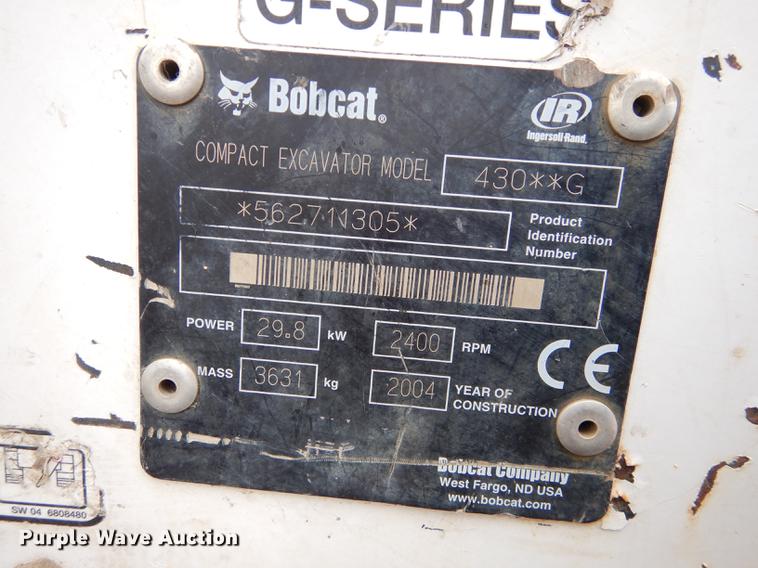 G-SERIES
Bobcat®
IR
Ingersoll-Rand.
COMPACT EXCAVATOR MODEL 430**G
*562711305*
Product
Identification
Number
POWER 29.8 kW 2400 RPM
MASS 3631 kg 2004 YEAR OF
CONSTRUCTION
CE
Bobcat Company
West Fargo, ND USA
www.bobcat.com
SW 04 6808480
Purple Wave Auction